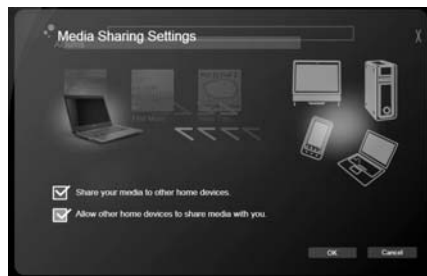 Media Sharing Settings
X
Share your media to other home devices.
Allow other home devices to share media with you.
OK
Cancel